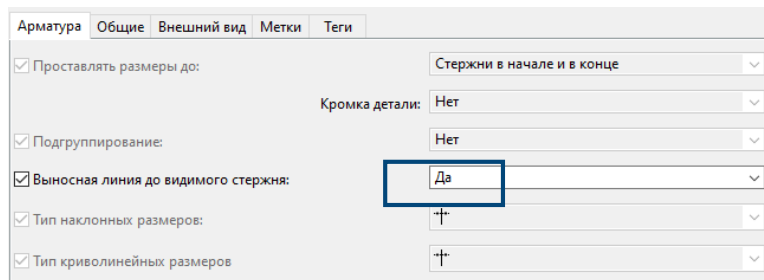 Арматура Общие Внешний вид Метки Теги
Проставлять размеры до: Стержни в начале и в конце
Кромка детали: Нет
Подгруппирование: Нет
Выносная линия до видимого стержня: Да
Тип наклонных размеров:
Тип криволинейных размеров